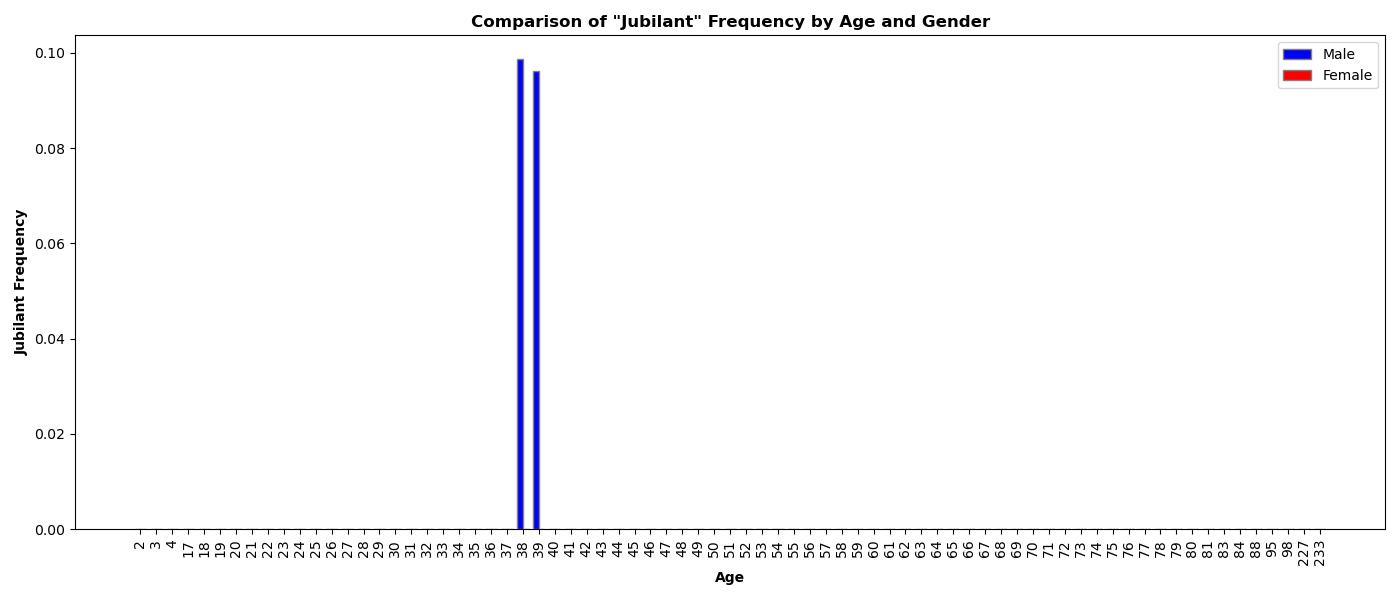 Comparison of "Jubilant" Frequency by Age and Gender
Male
Female
Jubilant Frequency
0.10
0.08
0.06
0.04
0.02
0.00
2 3 4 17 18 19 20 21 22 23 24 25 26 27 28 29 30 31 32 33 34 35 36 37 38 39 40 41 42 43 44 45 46 47 48 49 50 51 52 53 54 55 56 57 58 59 60 61 62 63 64 65 66 67 68 69 70 71 72 73 74 75 76 77 78 79 80 81 83 84 88 95 98 227 233
Age